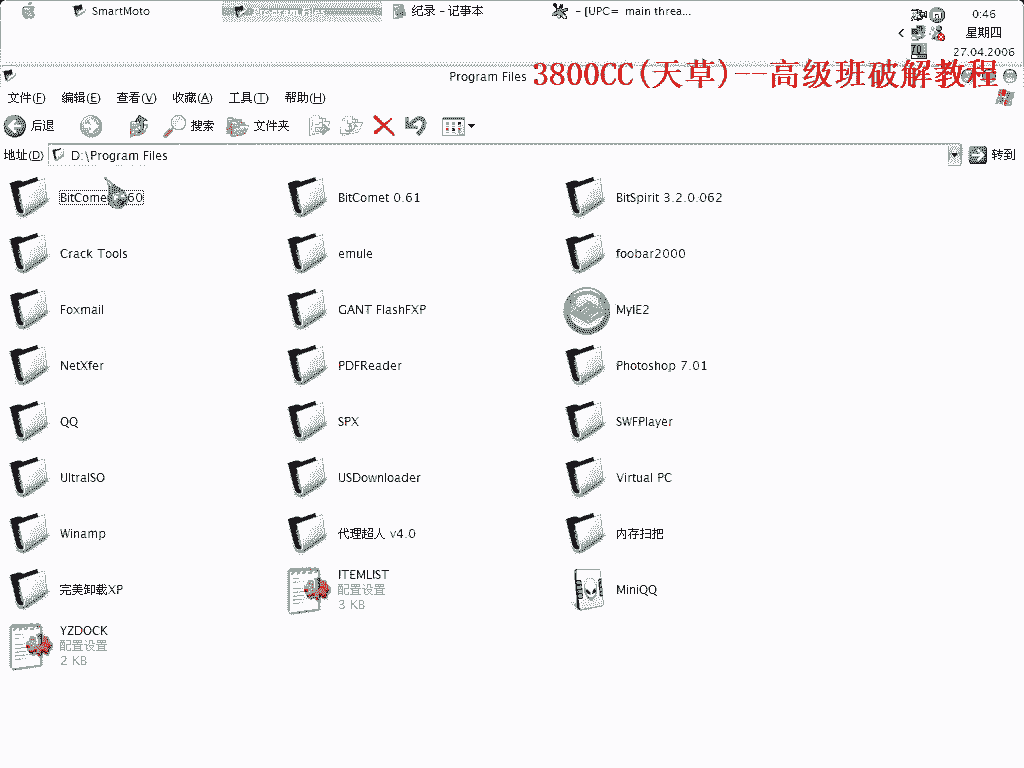 SmartMoto
Program Files
纪录 - 记事本
- [UPC= main threa...
0:46
星期四
27.04.2006
Program Files
3800CC(天草)--高级班破解教程
文件(F) 编辑(E) 查看(V) 收藏(A) 工具(T) 帮助(H)
后退 搜索 文件夹
地址(D) D:\Program Files 转到
BitComet 0.60
BitComet 0.61
BitSpirit 3.2.0.062
Crack Tools
emule
foobar2000
Foxmail
GANT FlashFXP
MyIE2
NetXfer
PDFReader
Photoshop 7.01
QQ
SPX
SWFPlayer
UltraISO
USDownloader
Virtual PC
Winamp
代理超人 v4.0
内存扫把
完美卸载XP
ITEMLIST
配置设置
3 KB
MiniQQ
YZDOCK
配置设置
2 KB